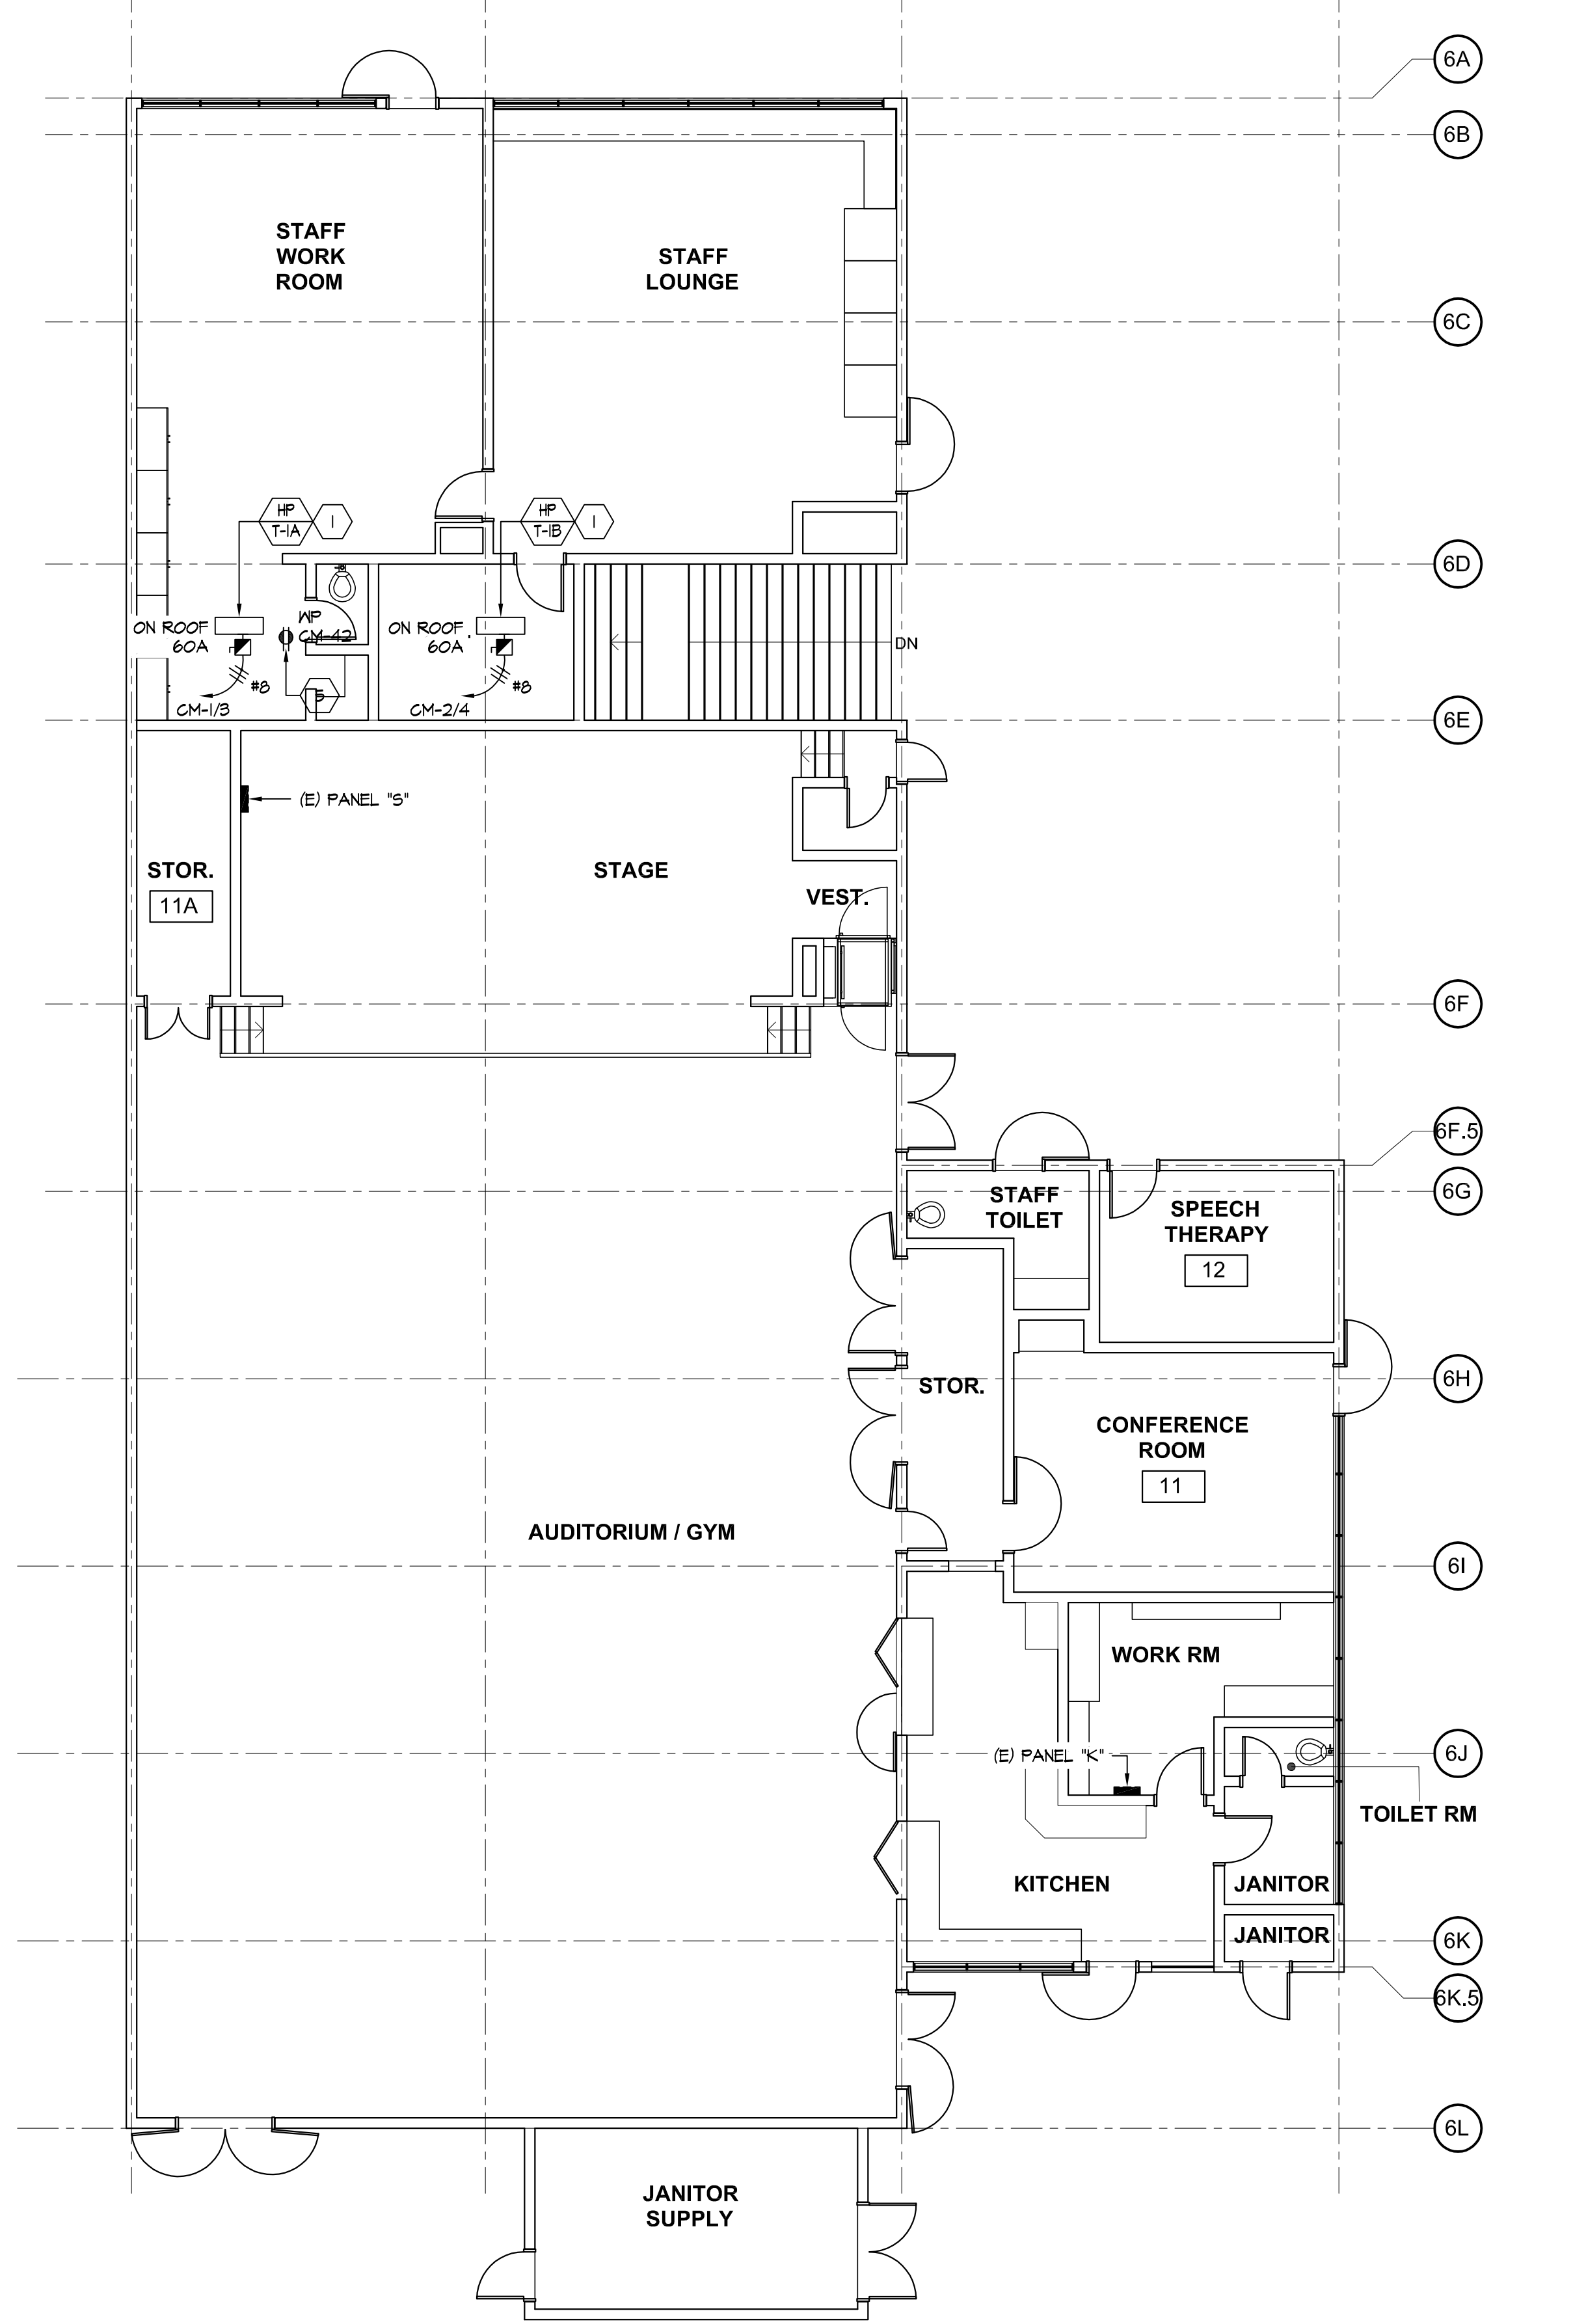 6A
6B
STAFF
WORK
ROOM
STAFF
LOUNGE
6C
HP
T-1A
1
HP
T-1B
1
6D
ON ROOF
60A
WP
CM-42
ON ROOF
60A
#8
5
#8
CM-1/3
CM-2/4
DN
6E
(E) PANEL "S"
STOR.
11A
STAGE
VEST.
6F
6F.5
6G
STAFF
TOILET
SPEECH
THERAPY
12
6H
STOR.
CONFERENCE
ROOM
11
AUDITORIUM / GYM
6I
WORK RM
(E) PANEL "K"
6J
TOILET RM
KITCHEN
JANITOR
JANITOR
6K
6K.5
6L
JANITOR
SUPPLY